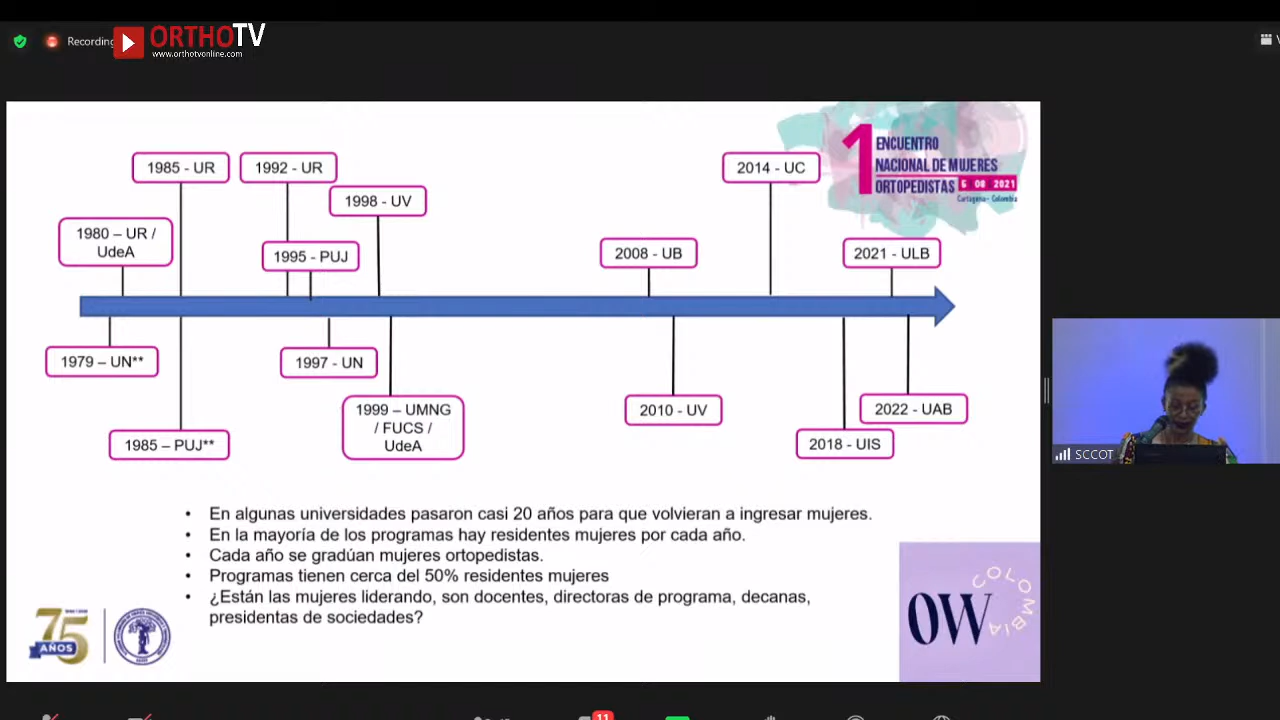 Recording
ORTHOTV
www.orthotvonline.com
1 ENCUENTRO
NACIONAL DE MUJERES
ORTOPEDISTAS 5 08 2021
Cartagena - Colombia
1985 - UR
1992 - UR
2014 - UC
1998 - UV
1980 – UR /
UdeA
1995 - PUJ
2008 - UB
2021 - ULB
1979 – UN**
1997 - UN
1999 – UMNG
/ FUCS /
UdeA
2010 - UV
2022 - UAB
1985 – PUJ**
2018 - UIS
SCCOT
• En algunas universidades pasaron casi 20 años para que volvieran a ingresar mujeres.
• En la mayoría de los programas hay residentes mujeres por cada año.
• Cada año se gradúan mujeres ortopedistas.
• Programas tienen cerca del 50% residentes mujeres
• ¿Están las mujeres liderando, son docentes, directoras de programa, decanas,
presidentas de sociedades?
75
AÑOS
OW
COLOMBIA
11